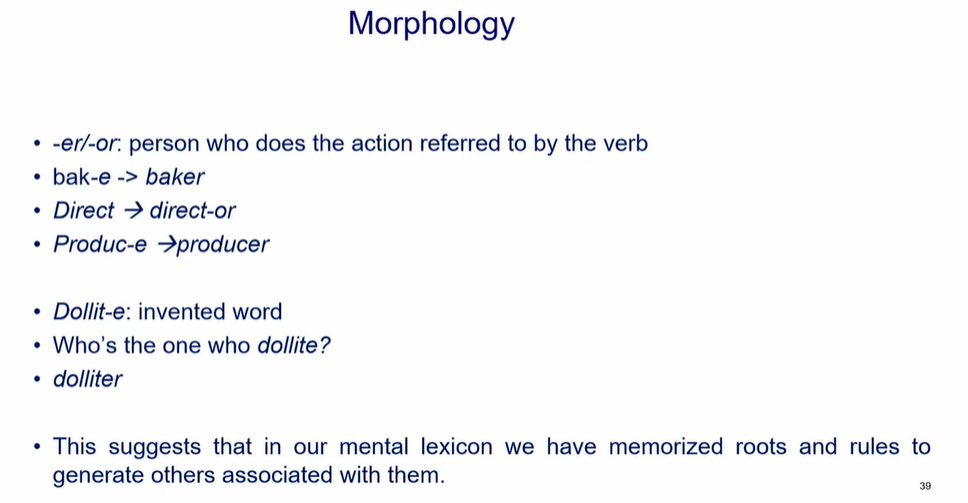 Morphology
• -er/-or: person who does the action referred to by the verb
• bak-e -> baker
• Direct → direct-or
• Produc-e →producer
• Dollit-e: invented word
• Who's the one who dollite?
• dolliter
• This suggests that in our mental lexicon we have memorized roots and rules to
generate others associated with them.
39